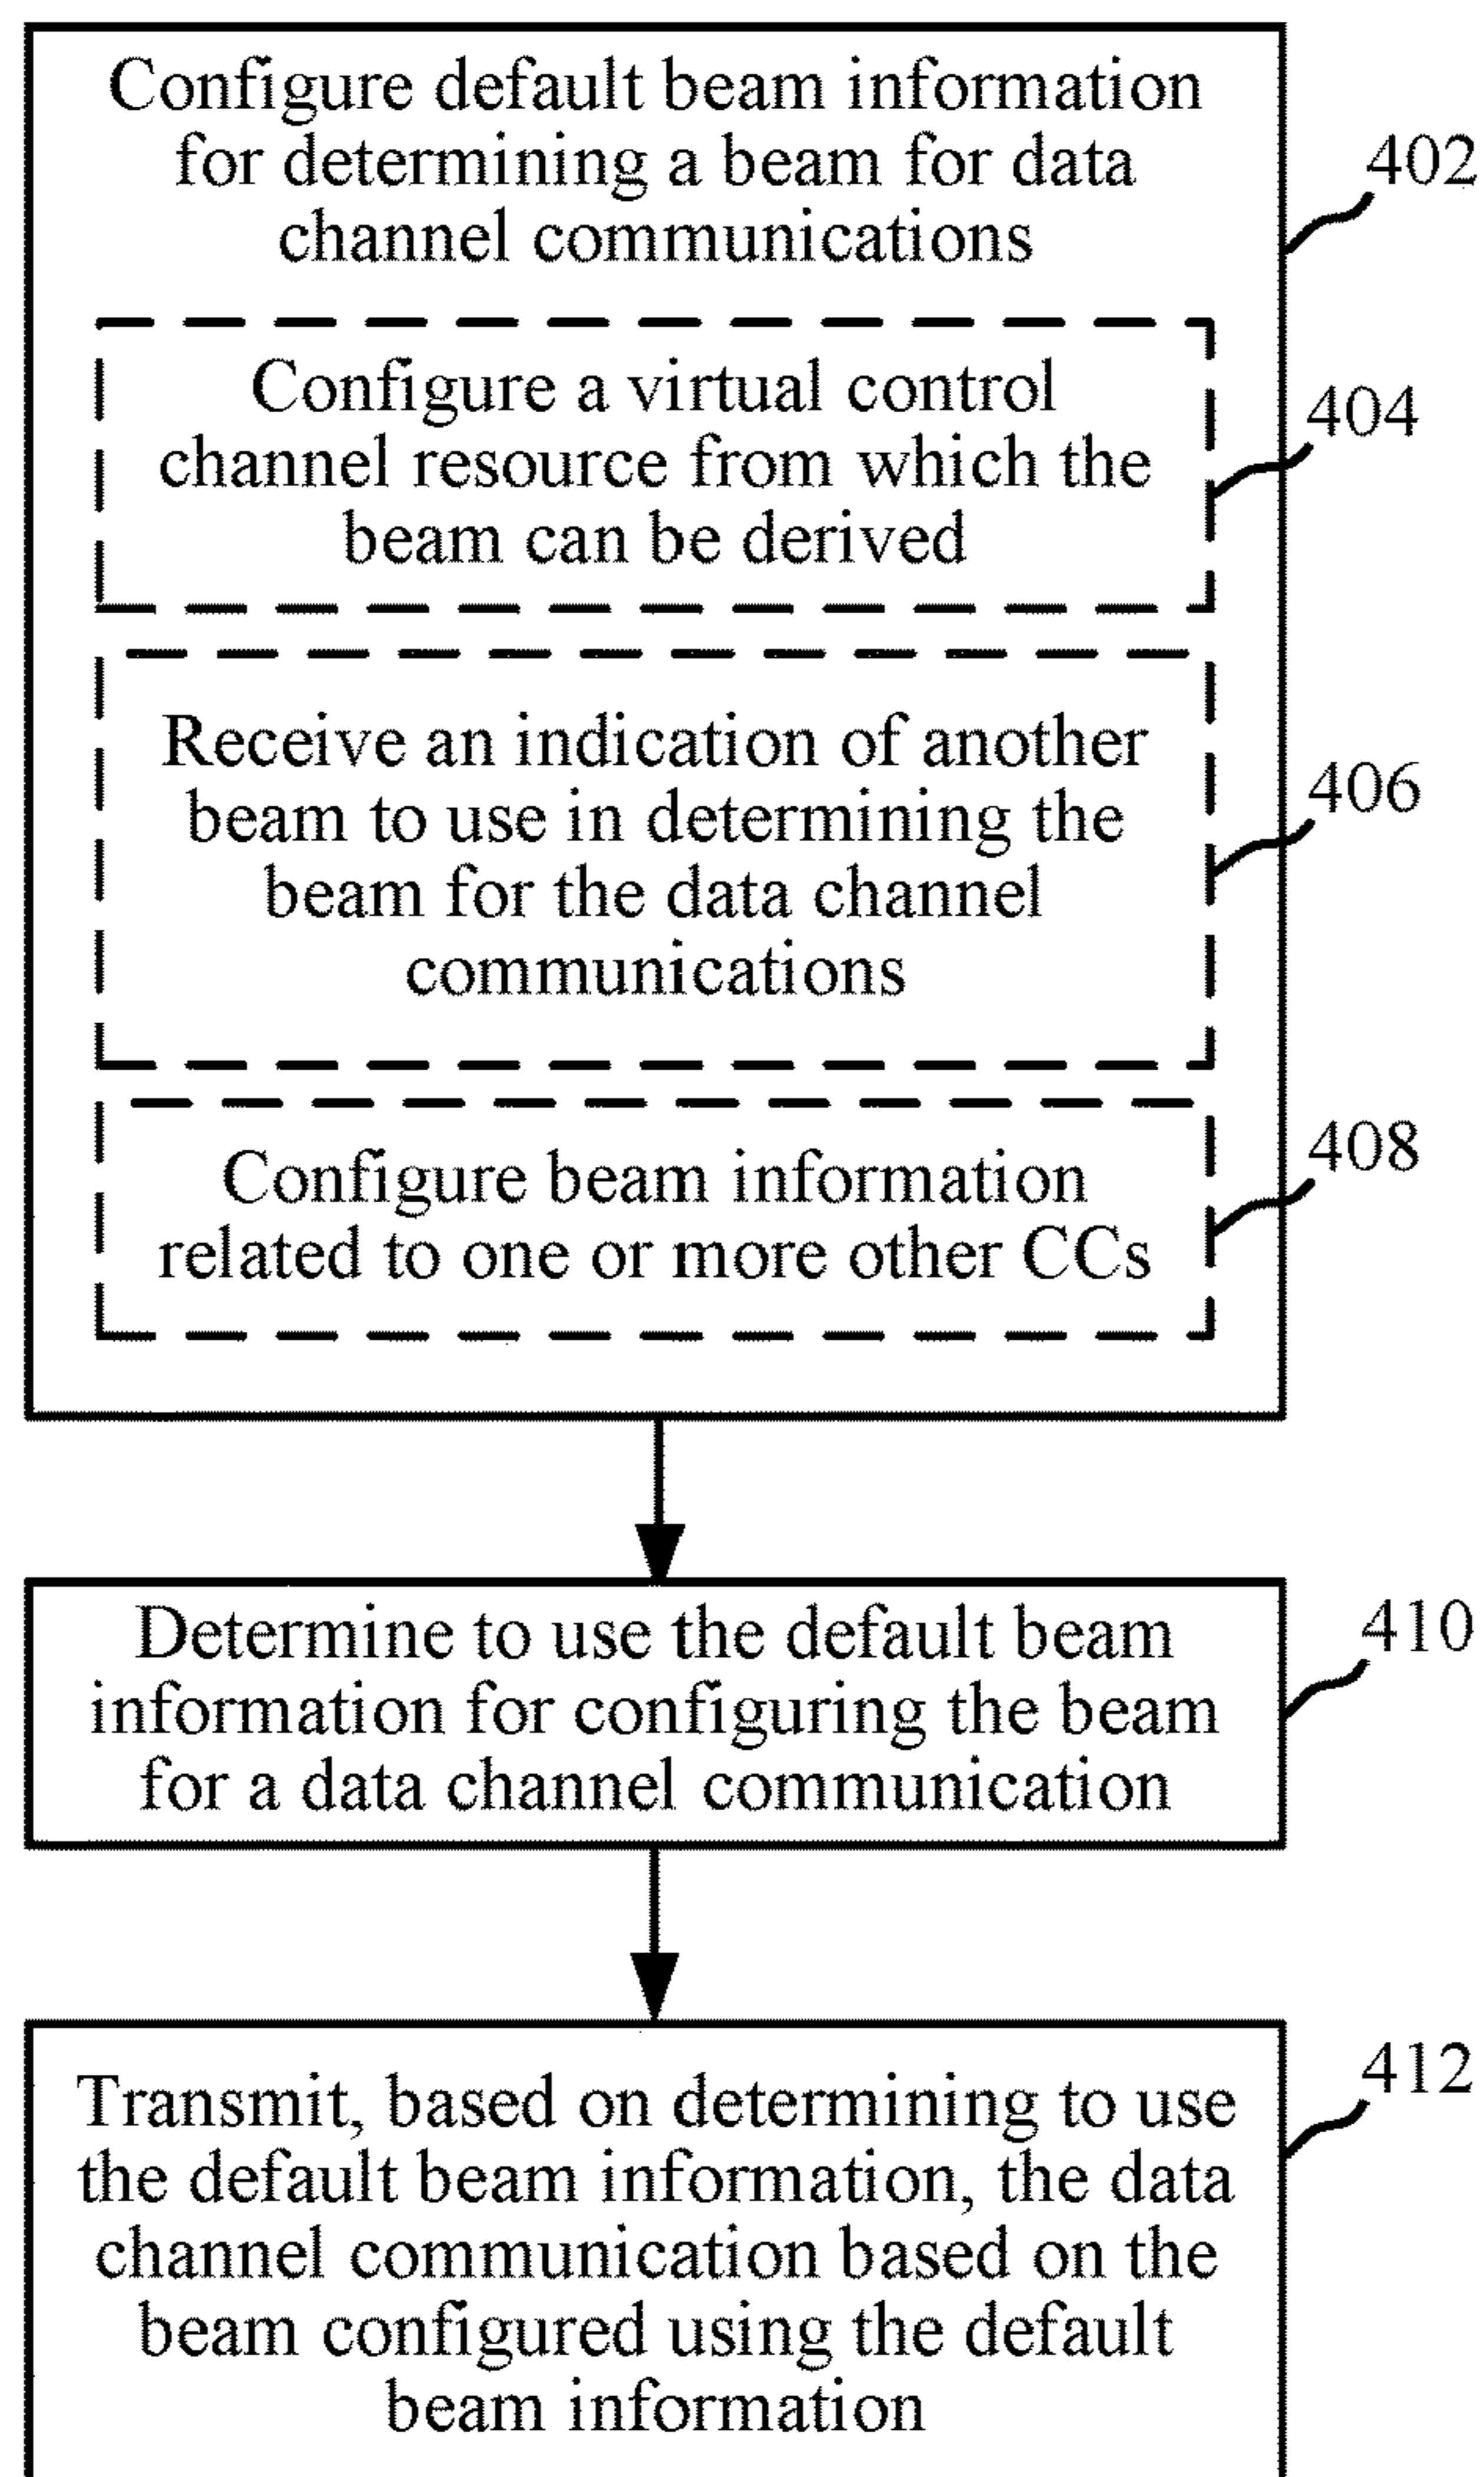 Configure default beam information
for determining a beam for data
channel communications
402
Configure a virtual control
channel resource from which the
beam can be derived
404
Receive an indication of another
beam to use in determining the
beam for the data channel
communications
406
Configure beam information
related to one or more other CCs
408
Determine to use the default beam
information for configuring the beam
for a data channel communication
410
Transmit, based on determining to use
the default beam information, the data
channel communication based on the
beam configured using the default
beam information
412